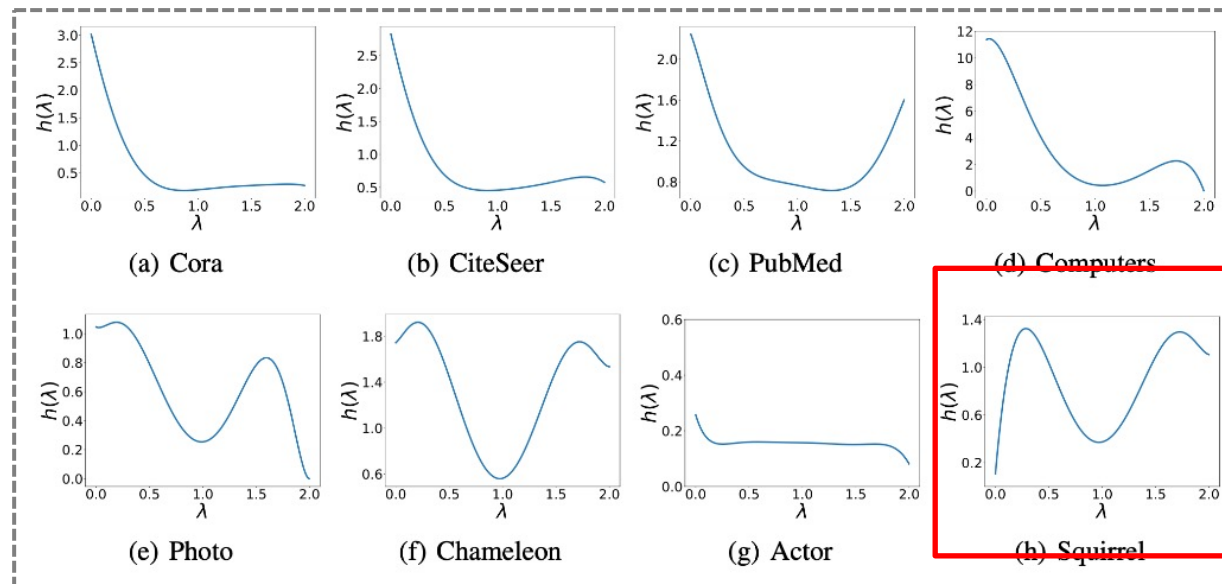 3.0
2.5
2.0
1.5
1.0
0.5
h(λ)
0.0 0.5 1.0 1.5 2.0
λ
(a) Cora
2.5
2.0
1.5
1.0
0.5
h(λ)
0.0 0.5 1.0 1.5 2.0
λ
(b) CiteSeer
2.2
1.6
1.2
0.8
h(λ)
0.0 0.5 1.0 1.5 2.0
λ
(c) PubMed
12
10
8
6
4
2
0
h(λ)
0.0 0.5 1.0 1.5 2.0
λ
(d) Computers
1.0
0.8
0.6
0.4
0.2
0.0
h(λ)
0.0 0.5 1.0 1.5 2.0
λ
(e) Photo
1.8
1.4
1.0
0.6
h(λ)
0.0 0.5 1.0 1.5 2.0
λ
(f) Chameleon
0.6
0.4
0.2
0.0
h(λ)
0.0 0.5 1.0 1.5 2.0
λ
(g) Actor
1.4
1.0
0.6
0.2
h(λ)
0.0 0.5 1.0 1.5 2.0
λ
(h) Squirrel